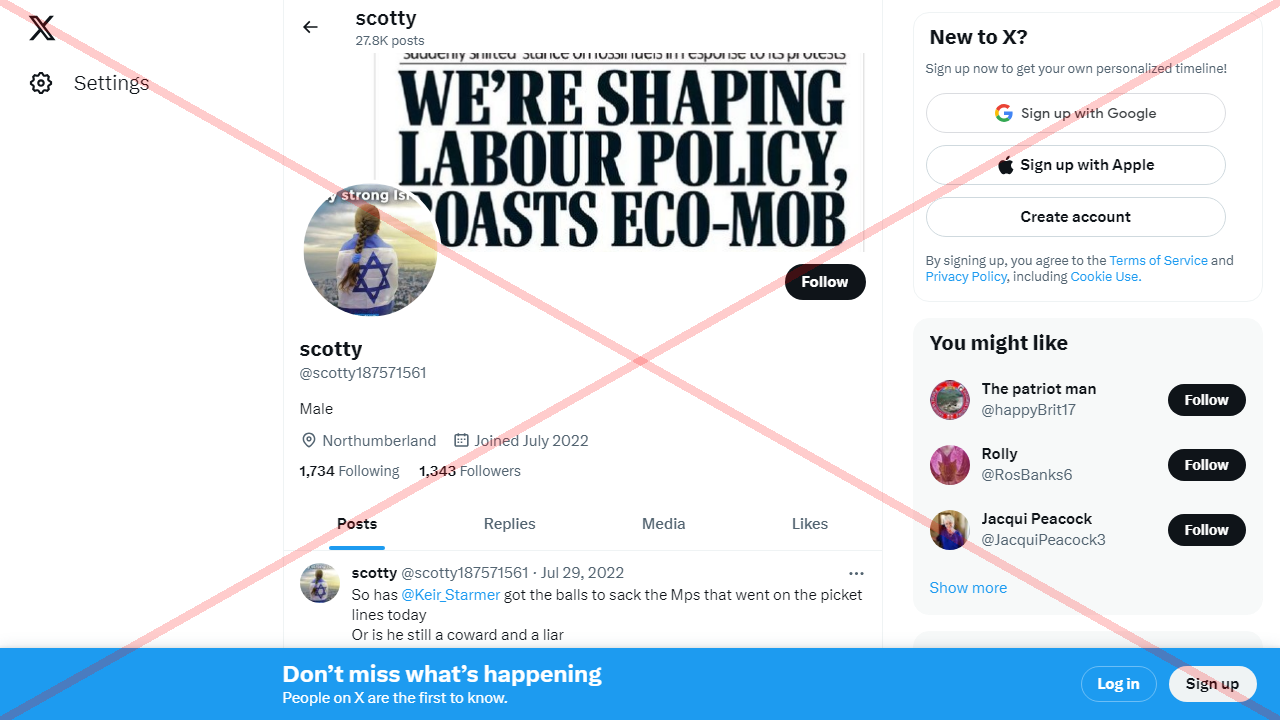 Settings
scotty
27.8K posts
suddenly shifted stance on fossil fuels in response to its protests
WE'RE SHAPING
LABOUR POLICY,
OASTS ECO-MOB
y strong Isr
Follow
scotty
@scotty187571561
Male
Northumberland Joined July 2022
1,734 Following 1,343 Followers
Posts Replies Media Likes
scotty @scotty187571561 · Jul 29, 2022
So has @Keir_Starmer got the balls to sack the Mps that went on the picket
lines today
Or is he still a coward and a liar
New to X?
Sign up now to get your own personalized timeline!
Sign up with Google
Sign up with Apple
Create account
By signing up, you agree to the Terms of Service and
Privacy Policy, including Cookie Use.
You might like
The patriot man
@happyBrit17
Follow
Rolly
@RosBanks6
Follow
Jacqui Peacock
@JacquiPeacock3
Follow
Show more
Don't miss what's happening
People on X are the first to know.
Log in
Sign up